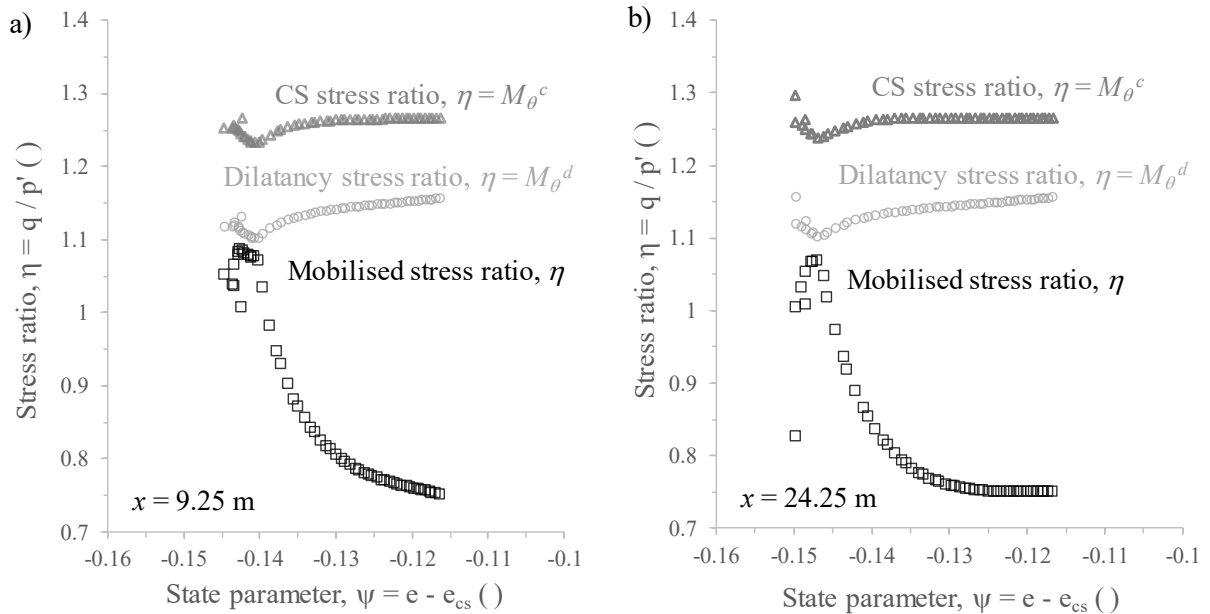 a)
1.4
1.3
1.2
1.1
1
0.9
0.8
0.7
Stress ratio, η = q / p' ( )
CS stress ratio, η = Mθc
Dilatancy stress ratio, η = Mθd
Mobilised stress ratio, η
x = 9.25 m
-0.16 -0.15 -0.14 -0.13 -0.12 -0.11 -0.1
State parameter, ψ = e - ecs ( )
b)
1.4
1.3
1.2
1.1
1
0.9
0.8
0.7
Stress ratio, η = q / p' ( )
CS stress ratio, η = Mθc
Dilatancy stress ratio, η = Mθd
Mobilised stress ratio, η
x = 24.25 m
-0.16 -0.15 -0.14 -0.13 -0.12 -0.11 -0.1
State parameter, ψ = e - ecs ( )